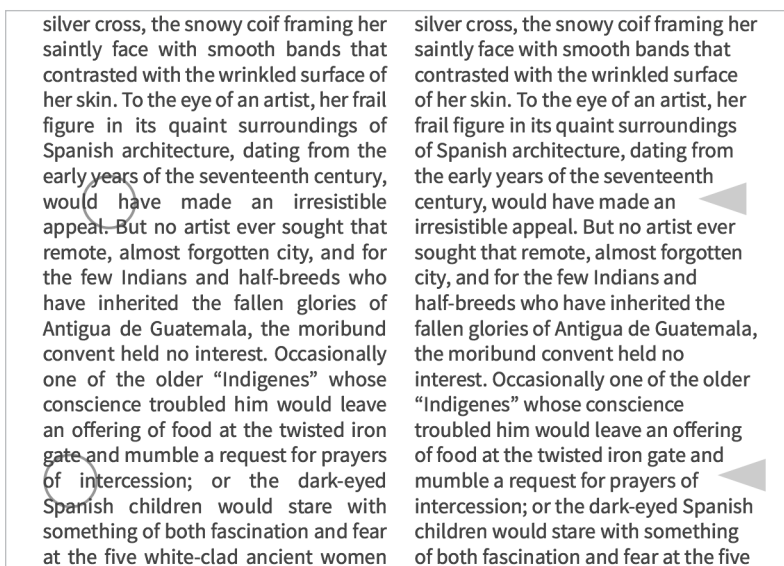 silver cross, the snowy coif framing her
saintly face with smooth bands that
contrasted with the wrinkled surface of
her skin. To the eye of an artist, her frail
figure in its quaint surroundings of
Spanish architecture, dating from the
early years of the seventeenth century,
would have made an irresistible
appeal. But no artist ever sought that
remote, almost forgotten city, and for
the few Indians and half-breeds who
have inherited the fallen glories of
Antigua de Guatemala, the moribund
convent held no interest. Occasionally
one of the older “Indigenes” whose
conscience troubled him would leave
an offering of food at the twisted iron
gate and mumble a request for prayers
of intercession; or the dark-eyed
Spanish children would stare with
something of both fascination and fear
at the five white-clad ancient women
silver cross, the snowy coif framing her
saintly face with smooth bands that
contrasted with the wrinkled surface
of her skin. To the eye of an artist, her
frail figure in its quaint surroundings
of Spanish architecture, dating from
the early years of the seventeenth
century, would have made an
irresistible appeal. But no artist ever
sought that remote, almost forgotten
city, and for the few Indians and
half-breeds who have inherited the
fallen glories of Antigua de Guatemala,
the moribund convent held no
interest. Occasionally one of the older
“Indigenes” whose conscience
troubled him would leave an offering
of food at the twisted iron gate and
mumble a request for prayers of
intercession; or the dark-eyed Spanish
children would stare with something
of both fascination and fear at the five